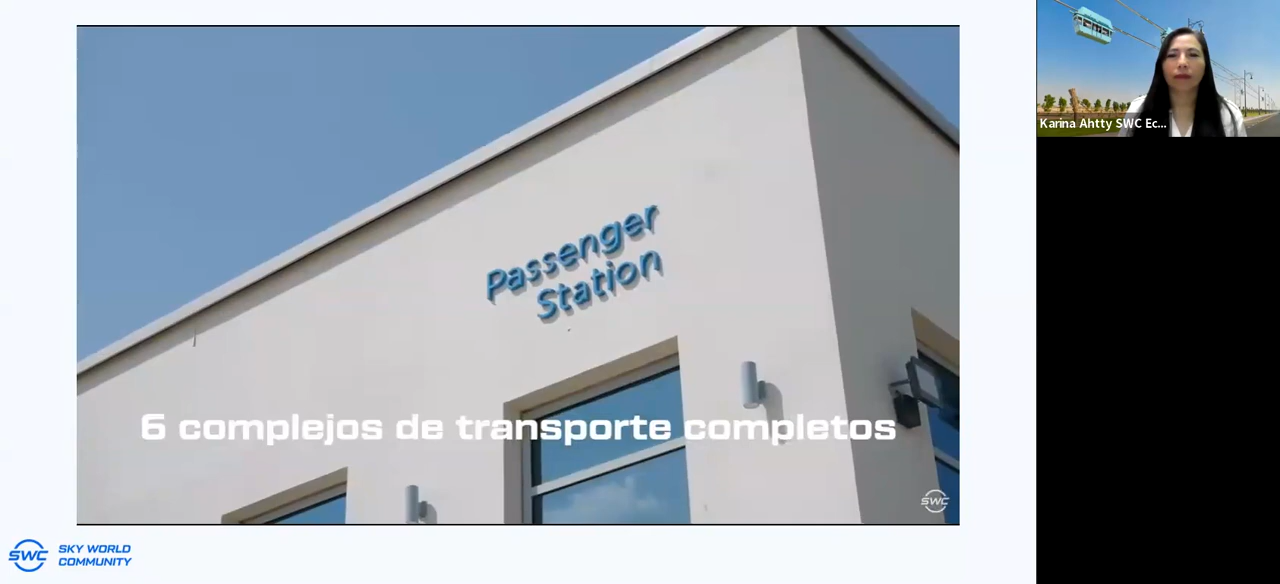 Passenger
Station
6 complejos de transporte completos
SWC
SWC SKY WORLD
COMMUNITY
Karina Ahtty SWC Ec...